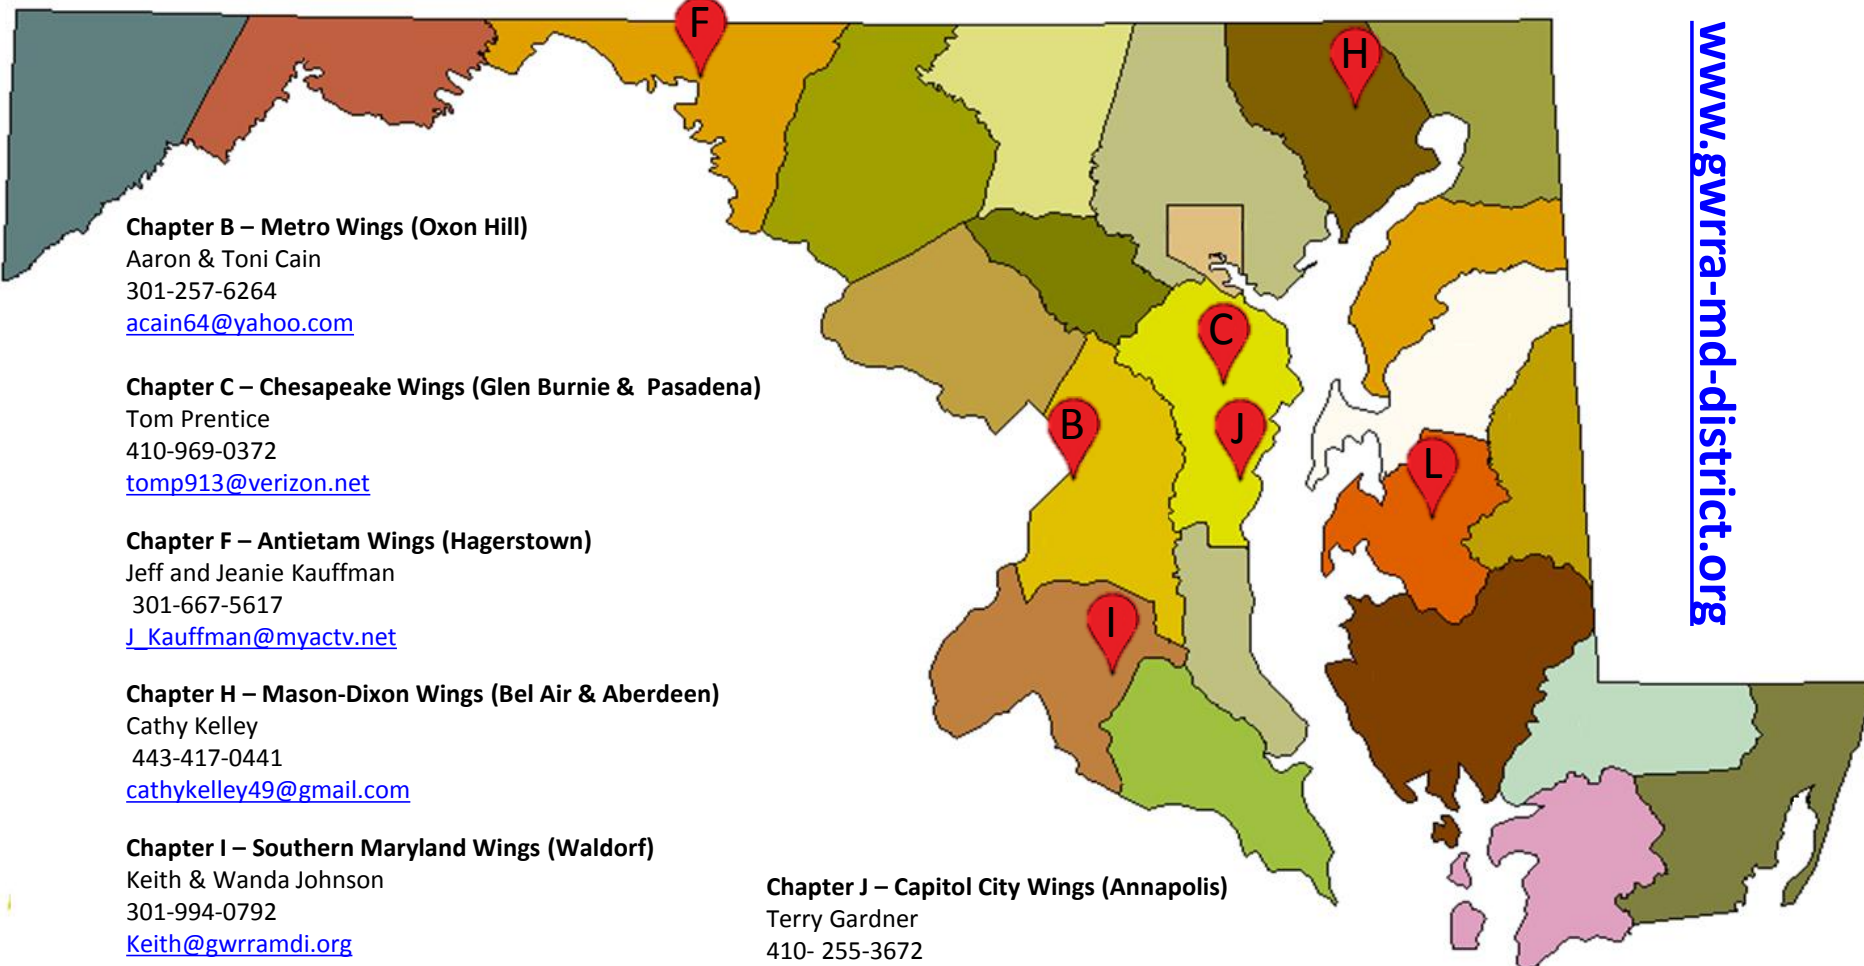 F
H
www.gwrra-md-district.org
Chapter B – Metro Wings (Oxon Hill)
Aaron & Toni Cain
301-257-6264
acain64@yahoo.com
C
Chapter C – Chesapeake Wings (Glen Burnie & Pasadena)
Tom Prentice
410-969-0372
tomp913@verizon.net
B
J
L
Chapter F – Antietam Wings (Hagerstown)
Jeff and Jeanie Kauffman
301-667-5617
J_Kauffman@myactv.net
I
Chapter H – Mason-Dixon Wings (Bel Air & Aberdeen)
Cathy Kelley
443-417-0441
cathykelley49@gmail.com
Chapter I – Southern Maryland Wings (Waldorf)
Keith & Wanda Johnson
301-994-0792
Keith@gwrramdi.org
Chapter J – Capitol City Wings (Annapolis)
Terry Gardner
410- 255-3672